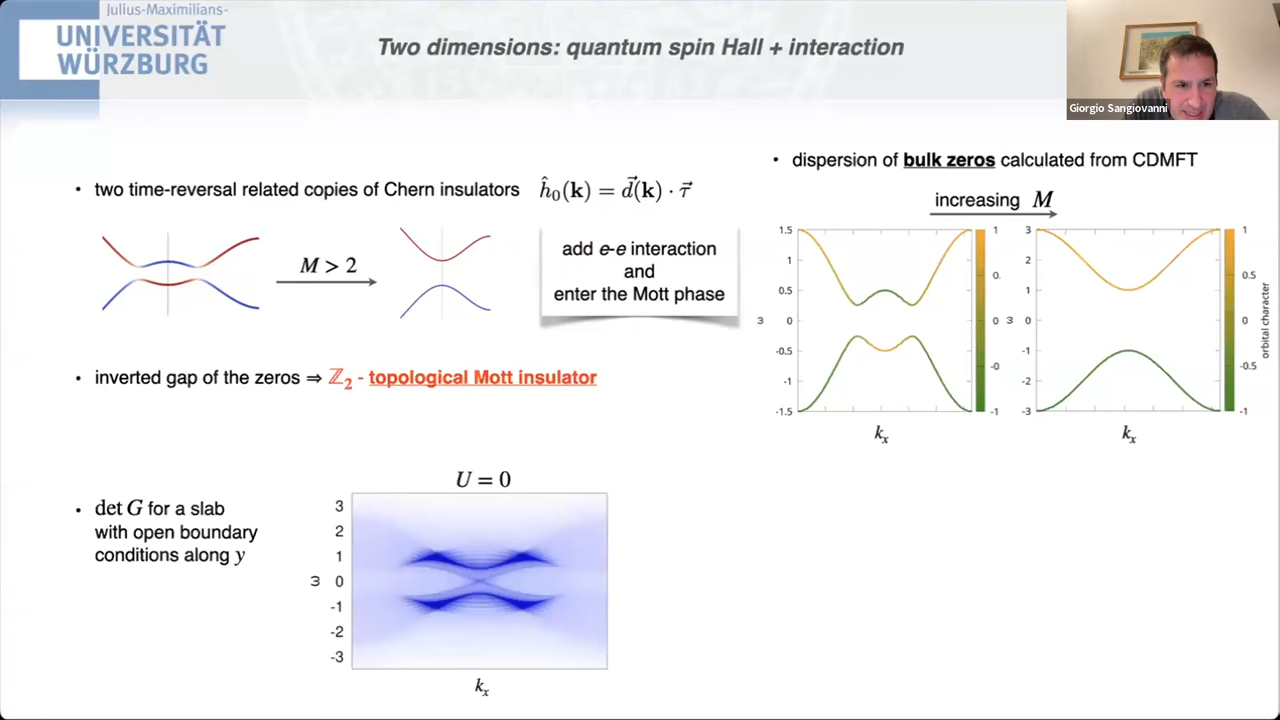 Julius-Maximilians-
UNIVERSITÄT
WÜRZBURG
Two dimensions: quantum spin Hall + interaction
Giorgio Sangiovanni
• two time-reversal related copies of Chern insulators ĥ₀(𝐤) = d⃗(𝐤) · τ⃗
M > 2
add e-e interaction
and
enter the Mott phase
• inverted gap of the zeros ⇒ ℤ₂ - topological Mott insulator
• dispersion of bulk zeros calculated from CDMFT
increasing M
1.5
1
0.5
0
-0.5
-1
-1.5
ω
kₓ
1
0.
0
-0
-1
3
2
1
0
-1
-2
-3
ω
kₓ
1
0.5
0
-0.5
-1
orbital character
• det G for a slab
with open boundary
conditions along y
U = 0
3
2
1
ω 0
-1
-2
-3
kₓ